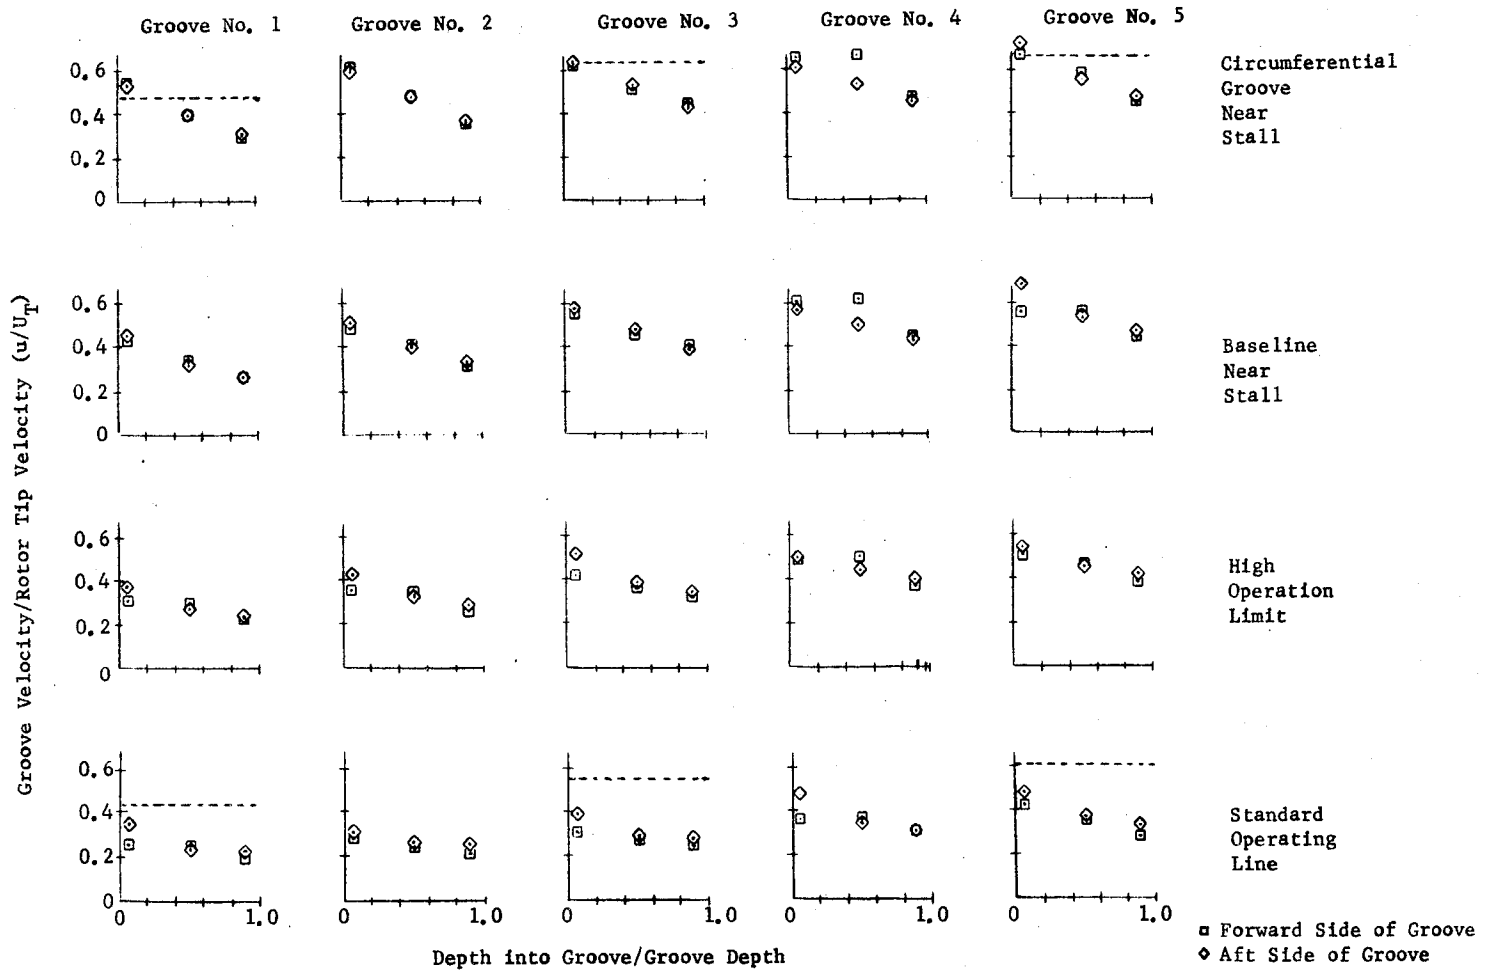 Groove No. 1 Groove No. 2 Groove No. 3 Groove No. 4 Groove No. 5
0.6
0.4
0.2
0
Circumferential
Groove
Near
Stall
0.6
0.4
0.2
0
Baseline
Near
Stall
0.6
0.4
0.2
0
High
Operation
Limit
0.6
0.4
0.2
0
Standard
Operating
Line
0 1.0 0 1.0 0 1.0 0 1.0 0 1.0
Groove Velocity/Rotor Tip Velocity (u/U_T)
Depth into Groove/Groove Depth
Forward Side of Groove
Aft Side of Groove